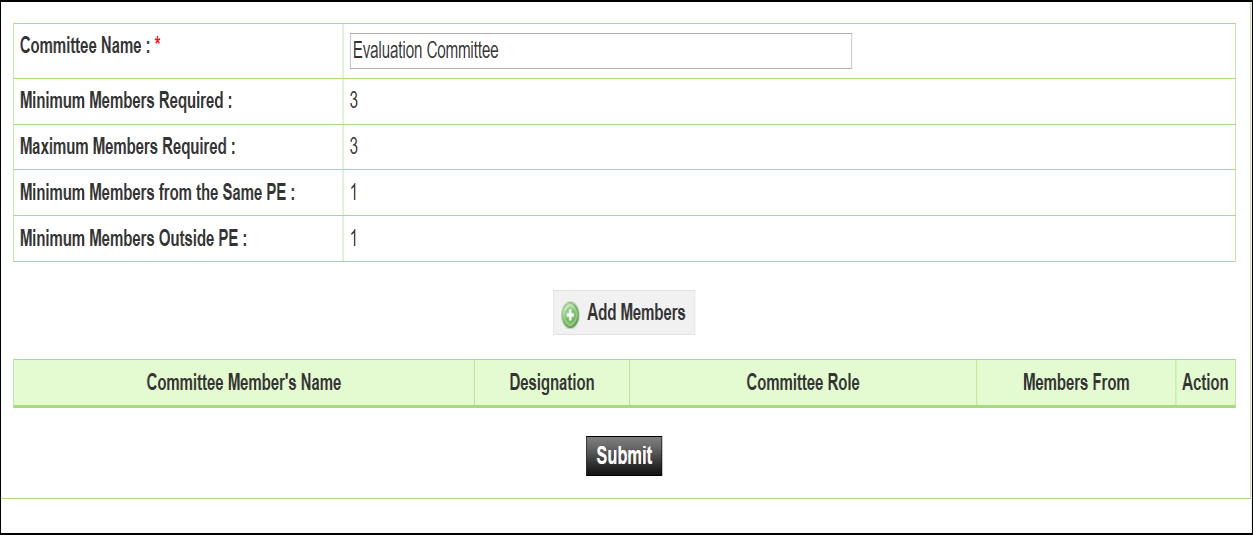 Committee Name : * Evaluation Committee
Minimum Members Required : 3
Maximum Members Required : 3
Minimum Members from the Same PE : 1
Minimum Members Outside PE : 1
Add Members
Committee Member's Name Designation Committee Role Members From Action
Submit